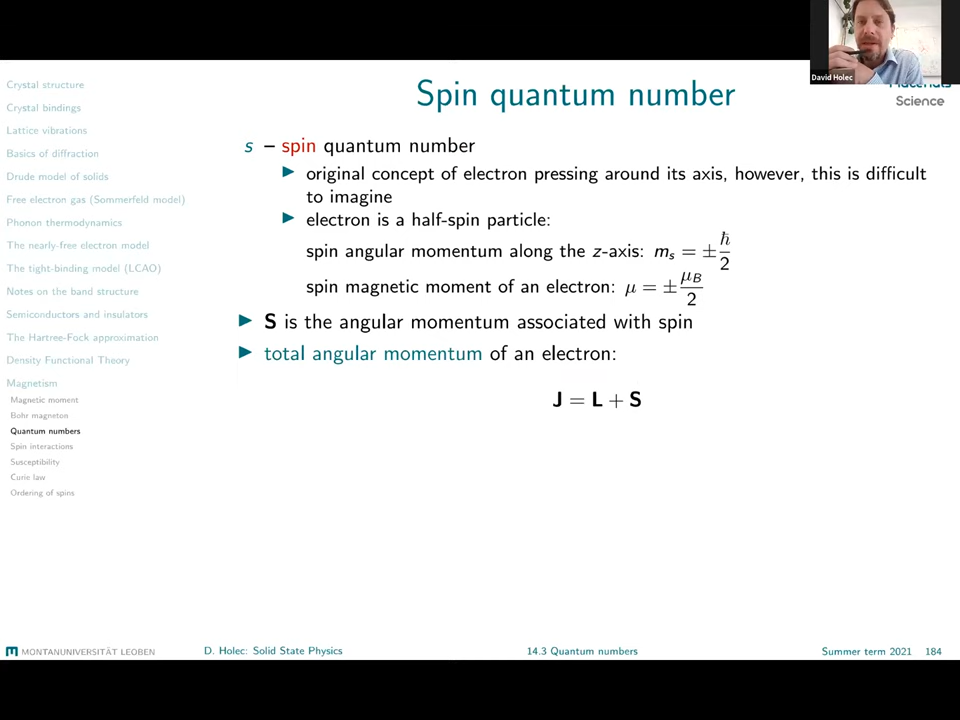 David Holec
Materials
Science
Crystal structure
Crystal bindings
Lattice vibrations
Basics of diffraction
Drude model of solids
Free electron gas (Sommerfeld model)
Phonon thermodynamics
The nearly-free electron model
The tight-binding model (LCAO)
Notes on the band structure
Semiconductors and insulators
The Hartree-Fock approximation
Density Functional Theory
Magnetism
Magnetic moment
Bohr magneton
Quantum numbers
Spin interactions
Susceptibility
Curie law
Ordering of spins
Spin quantum number
s – spin quantum number
▶ original concept of electron pressing around its axis, however, this is difficult
to imagine
▶ electron is a half-spin particle:
spin angular momentum along the z-axis: mₛ = ±ℏ/2
spin magnetic moment of an electron: μ = ±μ_B/2
▶ S is the angular momentum associated with spin
▶ total angular momentum of an electron:
J = L + S
MONTANUNIVERSITÄT LEOBEN
D. Holec: Solid State Physics
14.3 Quantum numbers
Summer term 2021 184